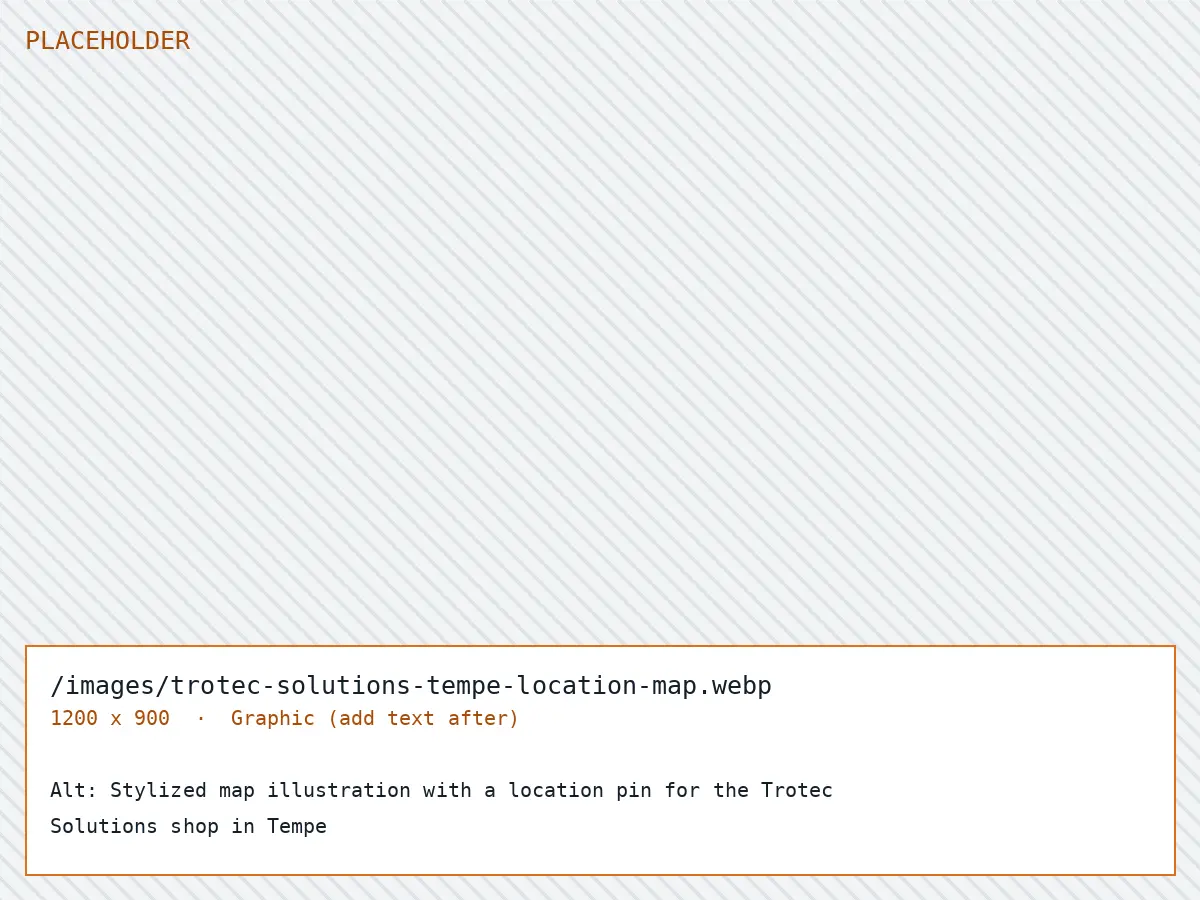 PLACEHOLDER
/images/trotec-solutions-tempe-location-map.webp
1200 x 900 · Graphic (add text after)
Alt: Stylized map illustration with a location pin for the Trotec
Solutions shop in Tempe